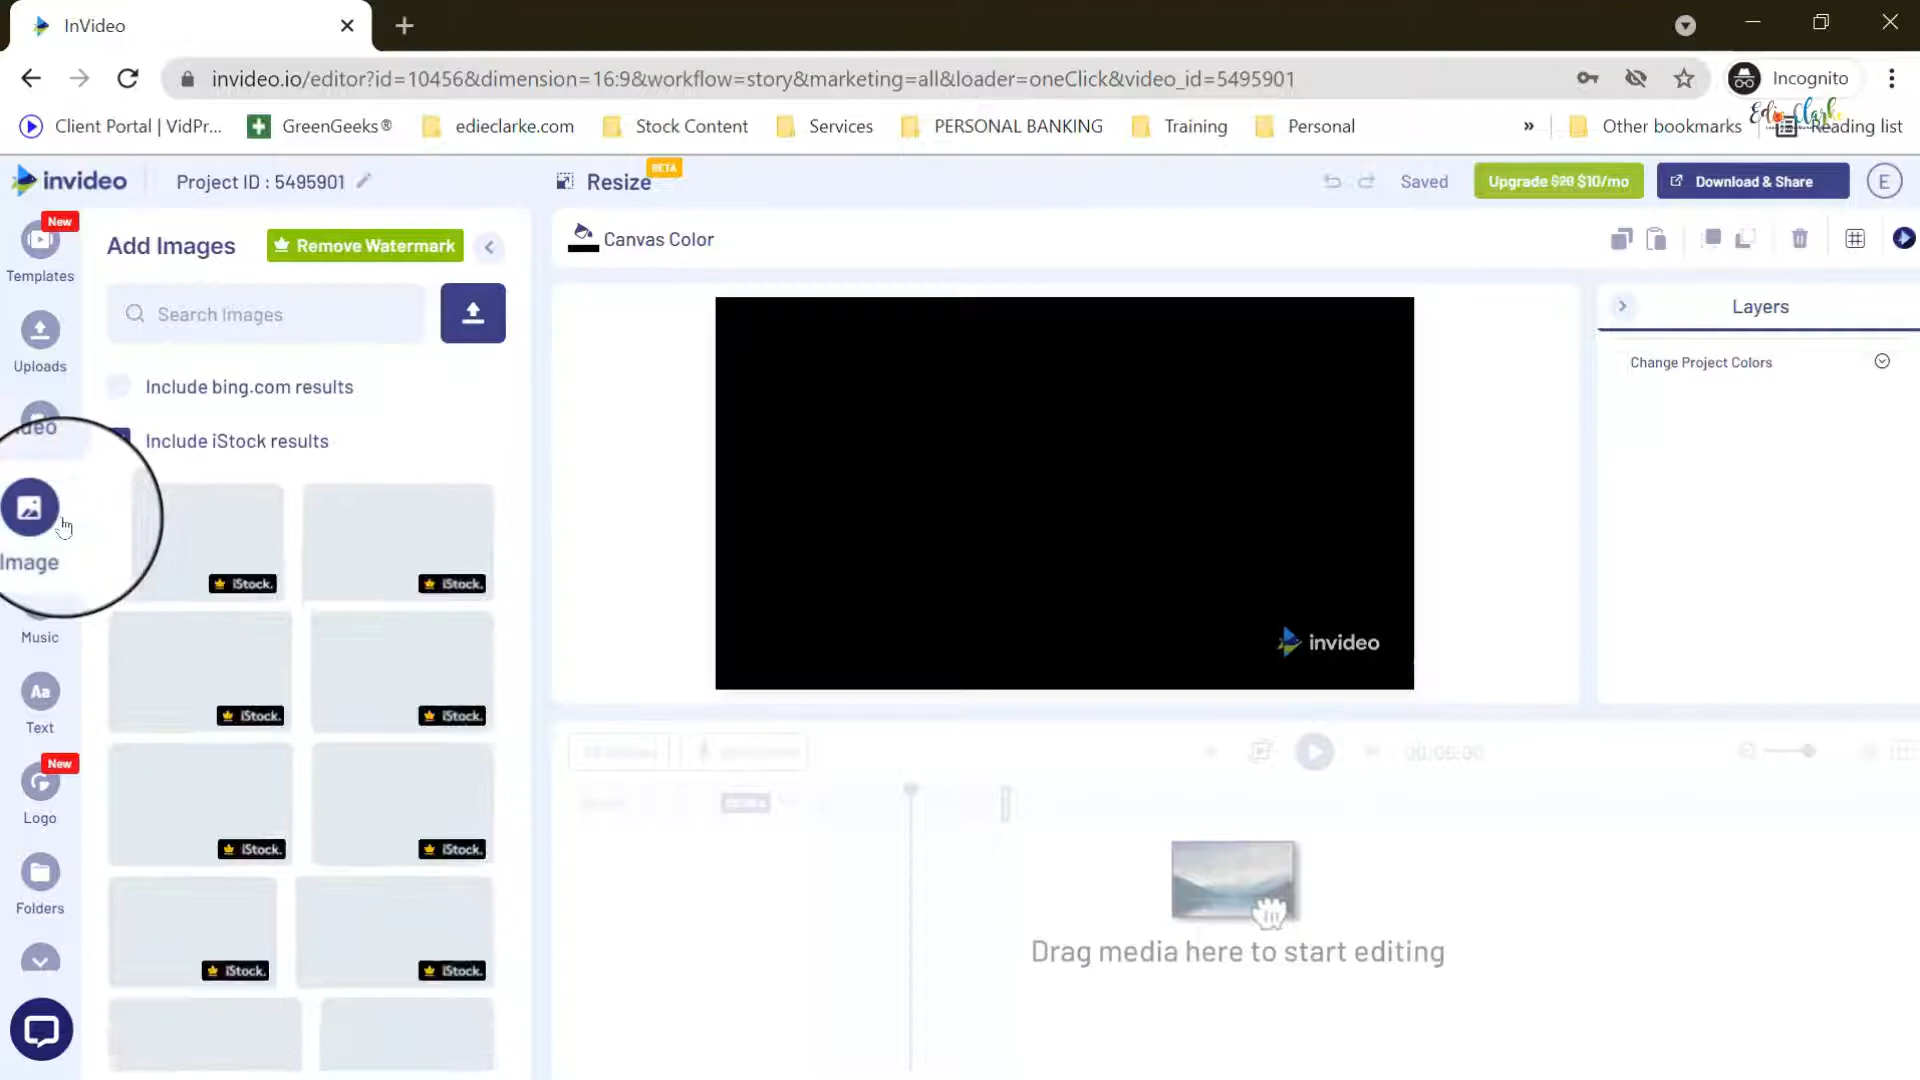 InVideo
invideo.io/editor?id=10456&dimension=16:9&workflow=story&marketing=all&loader=oneClick&video_id=5495901
Incognito
Client Portal | VidPr...
GreenGeeks®
edieclarke.com
Stock Content
Services
PERSONAL BANKING
Training
Personal
»
Other bookmarks
Reading list
Edie Clarke
invideo
Project ID : 5495901
Resize
BETA
Saved
Upgrade $20 $10/mo
Download & Share
E
New
Templates
Uploads
Image
Music
Aa
Text
New
Logo
Folders
Add Images
Remove Watermark
Search Images
Include bing.com results
Include iStock results
iStock.
iStock.
iStock.
iStock.
iStock.
iStock.
iStock.
iStock.
Canvas Color
invideo
Layers
Change Project Colors
Drag media here to start editing